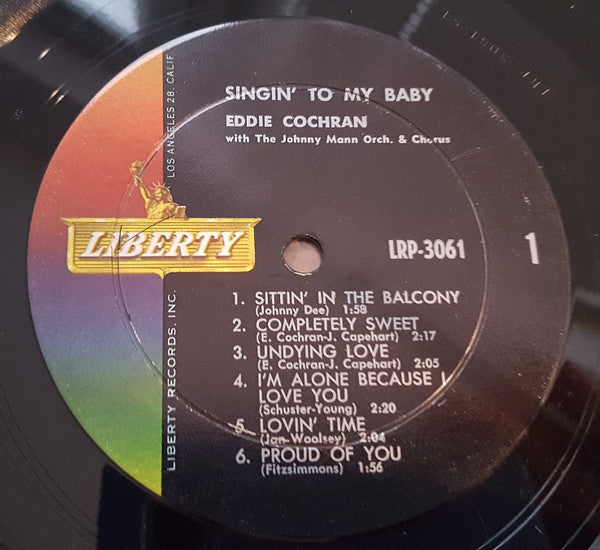 SINGIN' TO MY BABY
EDDIE COCHRAN
with The Johnny Mann Orch. & Chorus
LOS ANGELES 28, CALIF.
LIBERTY
LIBERTY RECORDS, INC.
LRP-3061
1
1. SITTIN' IN THE BALCONY
(Johnny Dee) 1:58
2. COMPLETELY SWEET
(E. Cochran-J. Capehart) 2:17
3. UNDYING LOVE
(E. Cochran-J. Capehart) 2:05
4. I'M ALONE BECAUSE I
LOVE YOU
(Schuster-Young) 2:20
5. LOVIN' TIME
(Jan Woolsey) 2:04
6. PROUD OF YOU
(Fitzsimmons) 1:56